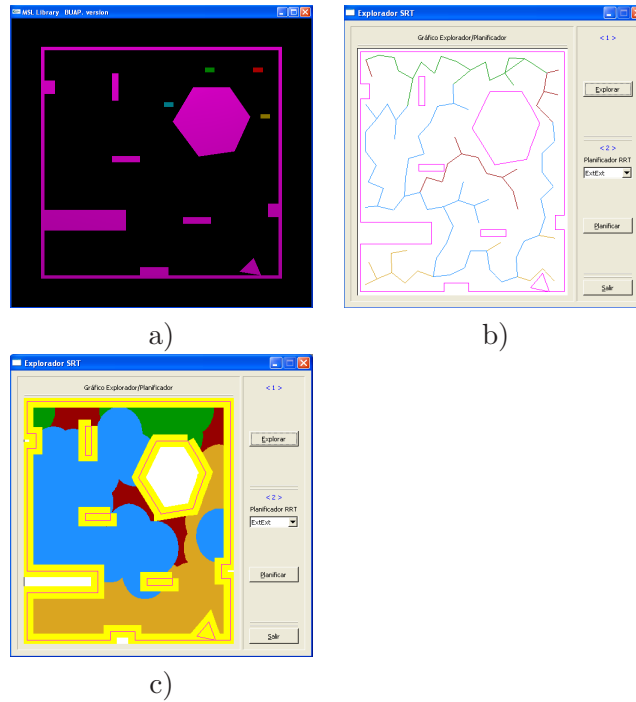 MSL Library BUAP. version
a)
Explorador SRT
Gráfico Explorador/Planificador
< 1 >
Explorar
< 2 >
Planificador RRT
ExtExt
Planificar
Salir
b)
Explorador SRT
Gráfico Explorador/Planificador
< 1 >
Explorar
< 2 >
Planificador RRT
ExtExt
Planificar
Salir
c)